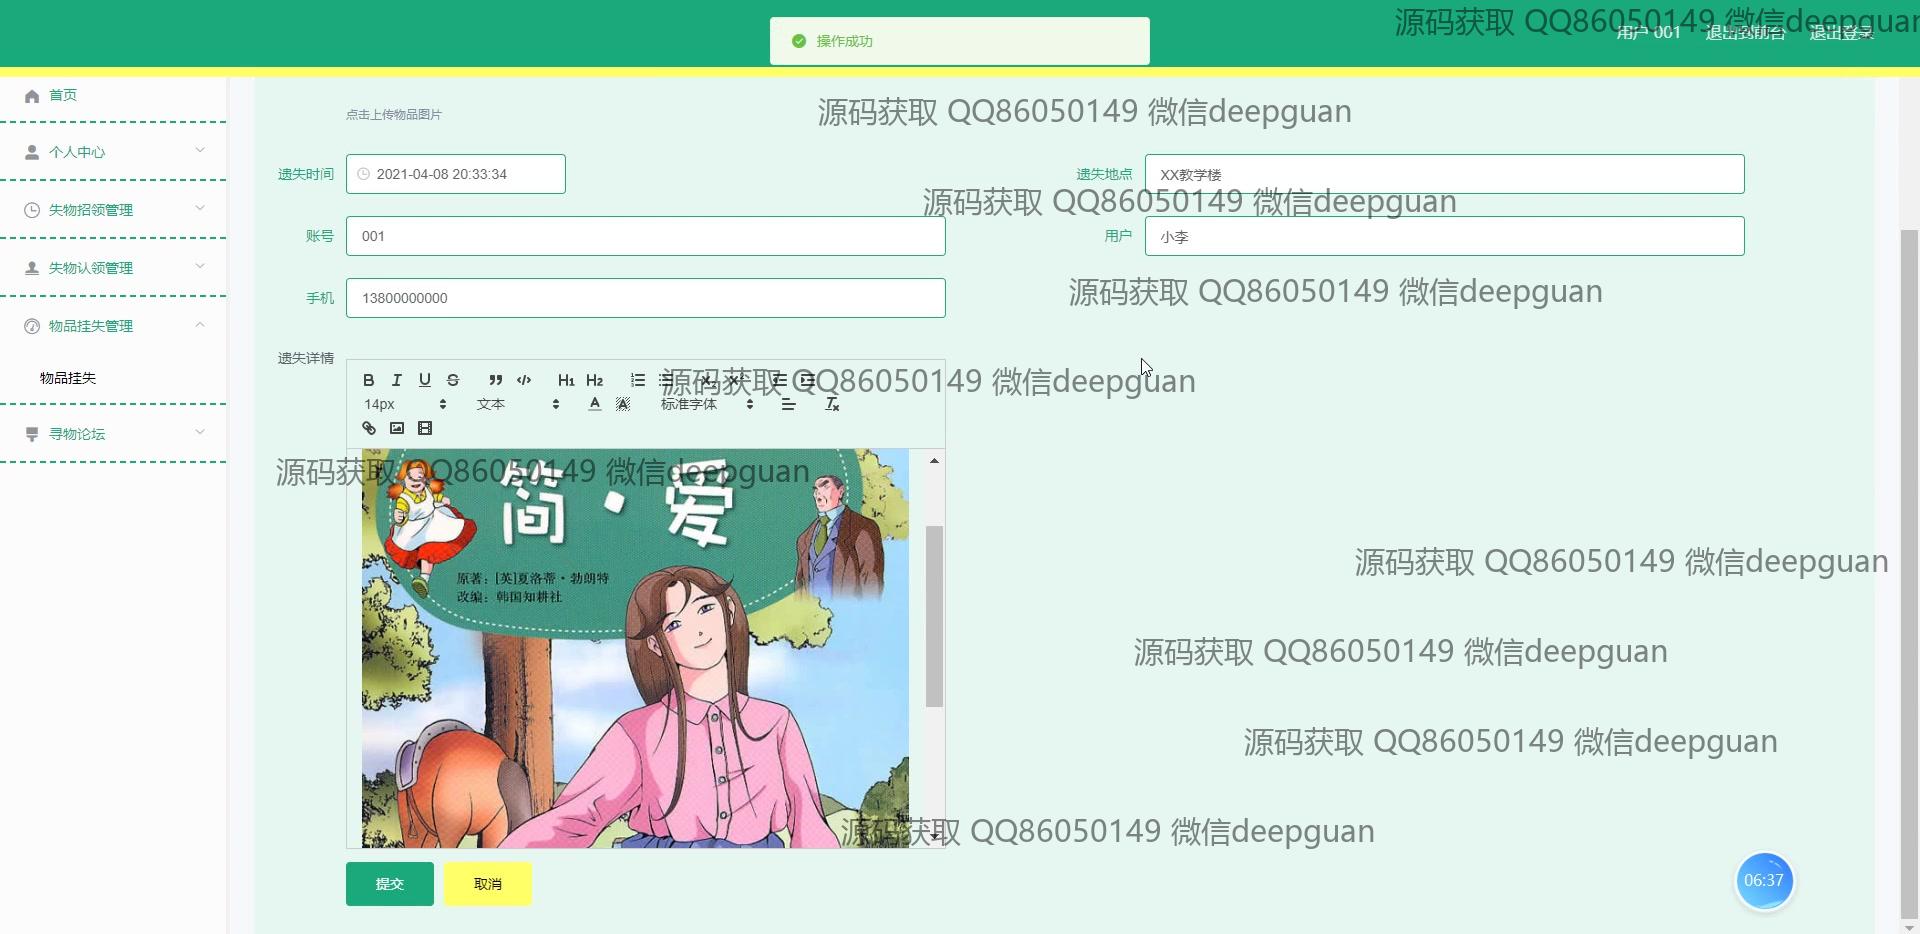 操作成功
源码获取 QQ86050149 微信deepguan
用户 001 退出到前台 退出登录
首页
点击上传物品图片
源码获取 QQ86050149 微信deepguan
个人中心
遗失时间 2021-04-08 20:33:34 遗失地点 XX教学楼
源码获取 QQ86050149 微信deepguan
失物招领管理
账号 001 用户 小李
失物认领管理
手机 13800000000
源码获取 QQ86050149 微信deepguan
物品挂失管理
遗失详情
物品挂失
B I U S H1 H2
源码获取 QQ86050149 微信deepguan
14px 文本 A A 标准字体
寻物论坛
源码获取 QQ86050149 微信deepguan
简·爱
原著：[英]夏洛蒂·勃朗特
改编：韩国知耕社
源码获取 QQ86050149 微信deepguan
源码获取 QQ86050149 微信deepguan
源码获取 QQ86050149 微信deepguan
源码获取 QQ86050149 微信deepguan
提交 取消
06:37